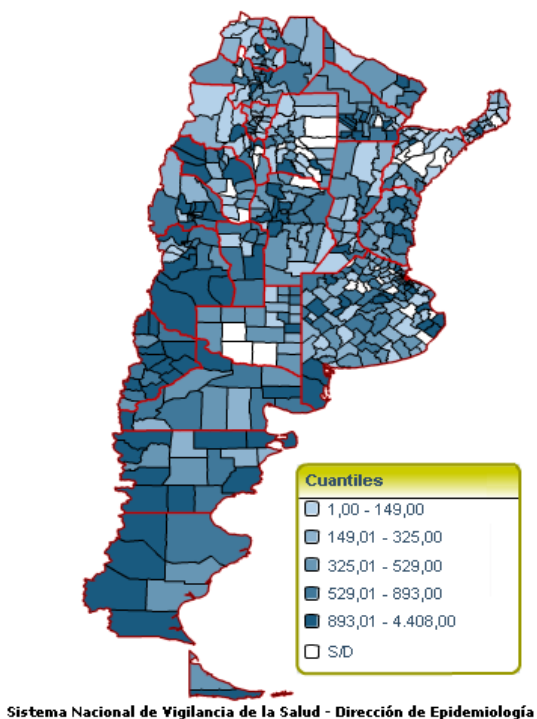 Cuantiles
1,00 - 149,00
149,01 - 325,00
325,01 - 529,00
529,01 - 893,00
893,01 - 4.408,00
S/D
Sistema Nacional de Vigilancia de la Salud - Dirección de Epidemiología